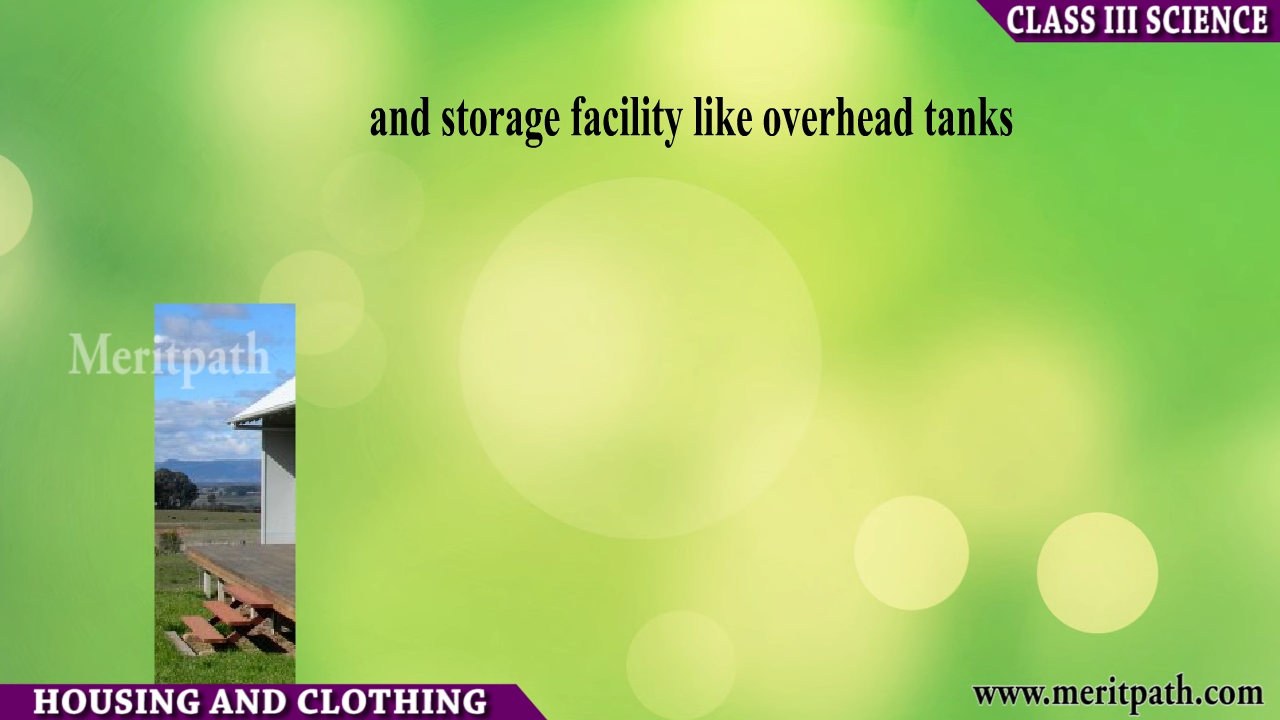 CLASS III SCIENCE
and storage facility like overhead tanks
Meritpath
HOUSING AND CLOTHING
www.meritpath.com